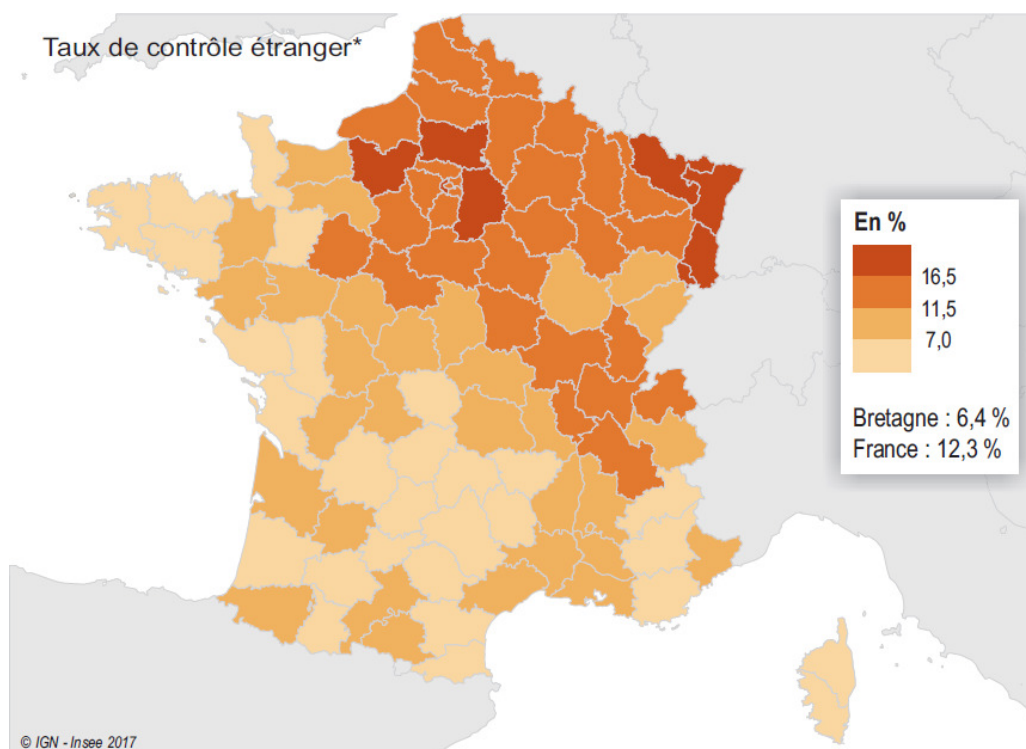 Taux de contrôle étranger*
En %
16,5
11,5
7,0
Bretagne : 6,4 %
France : 12,3 %
© IGN - Insee 2017